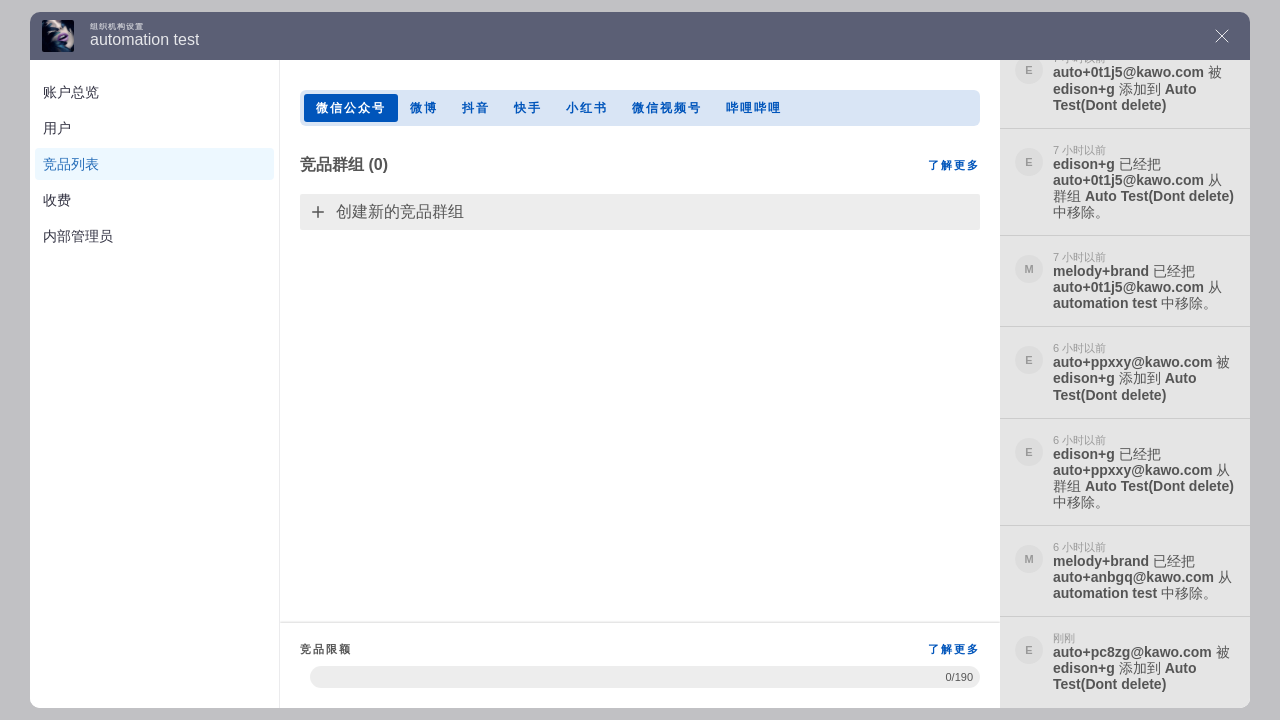 组织机构设置
automation test
账户总览
用户
竞品列表
收费
内部管理员
微信公众号 微博 抖音 快手 小红书 微信视频号 哔哩哔哩
竞品群组 (0)
了解更多
创建新的竞品群组
竞品限额
了解更多
0/190
E
auto+0t1j5@kawo.com 被
edison+g 添加到 Auto
Test(Dont delete)
7 小时以前
E
edison+g 已经把
auto+0t1j5@kawo.com 从
群组 Auto Test(Dont delete)
中移除。
7 小时以前
M
melody+brand 已经把
auto+0t1j5@kawo.com 从
automation test 中移除。
6 小时以前
E
auto+ppxxy@kawo.com 被
edison+g 添加到 Auto
Test(Dont delete)
6 小时以前
E
edison+g 已经把
auto+ppxxy@kawo.com 从
群组 Auto Test(Dont delete)
中移除。
6 小时以前
M
melody+brand 已经把
auto+anbgq@kawo.com 从
automation test 中移除。
刚刚
E
auto+pc8zg@kawo.com 被
edison+g 添加到 Auto
Test(Dont delete)